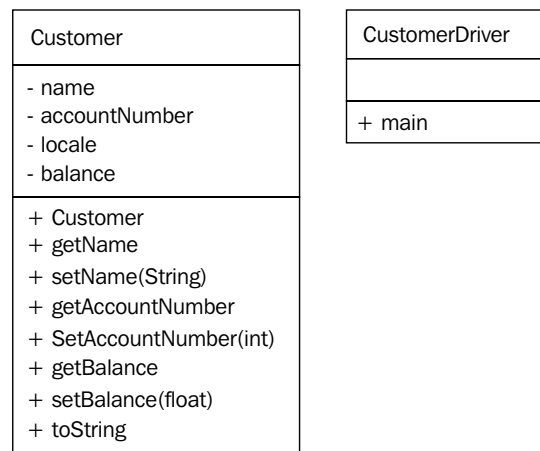 Customer
- name
- accountNumber
- locale
- balance
+ Customer
+ getName
+ setName(String)
+ getAccountNumber
+ SetAccountNumber(int)
+ getBalance
+ setBalance(float)
+ toString
CustomerDriver
+ main